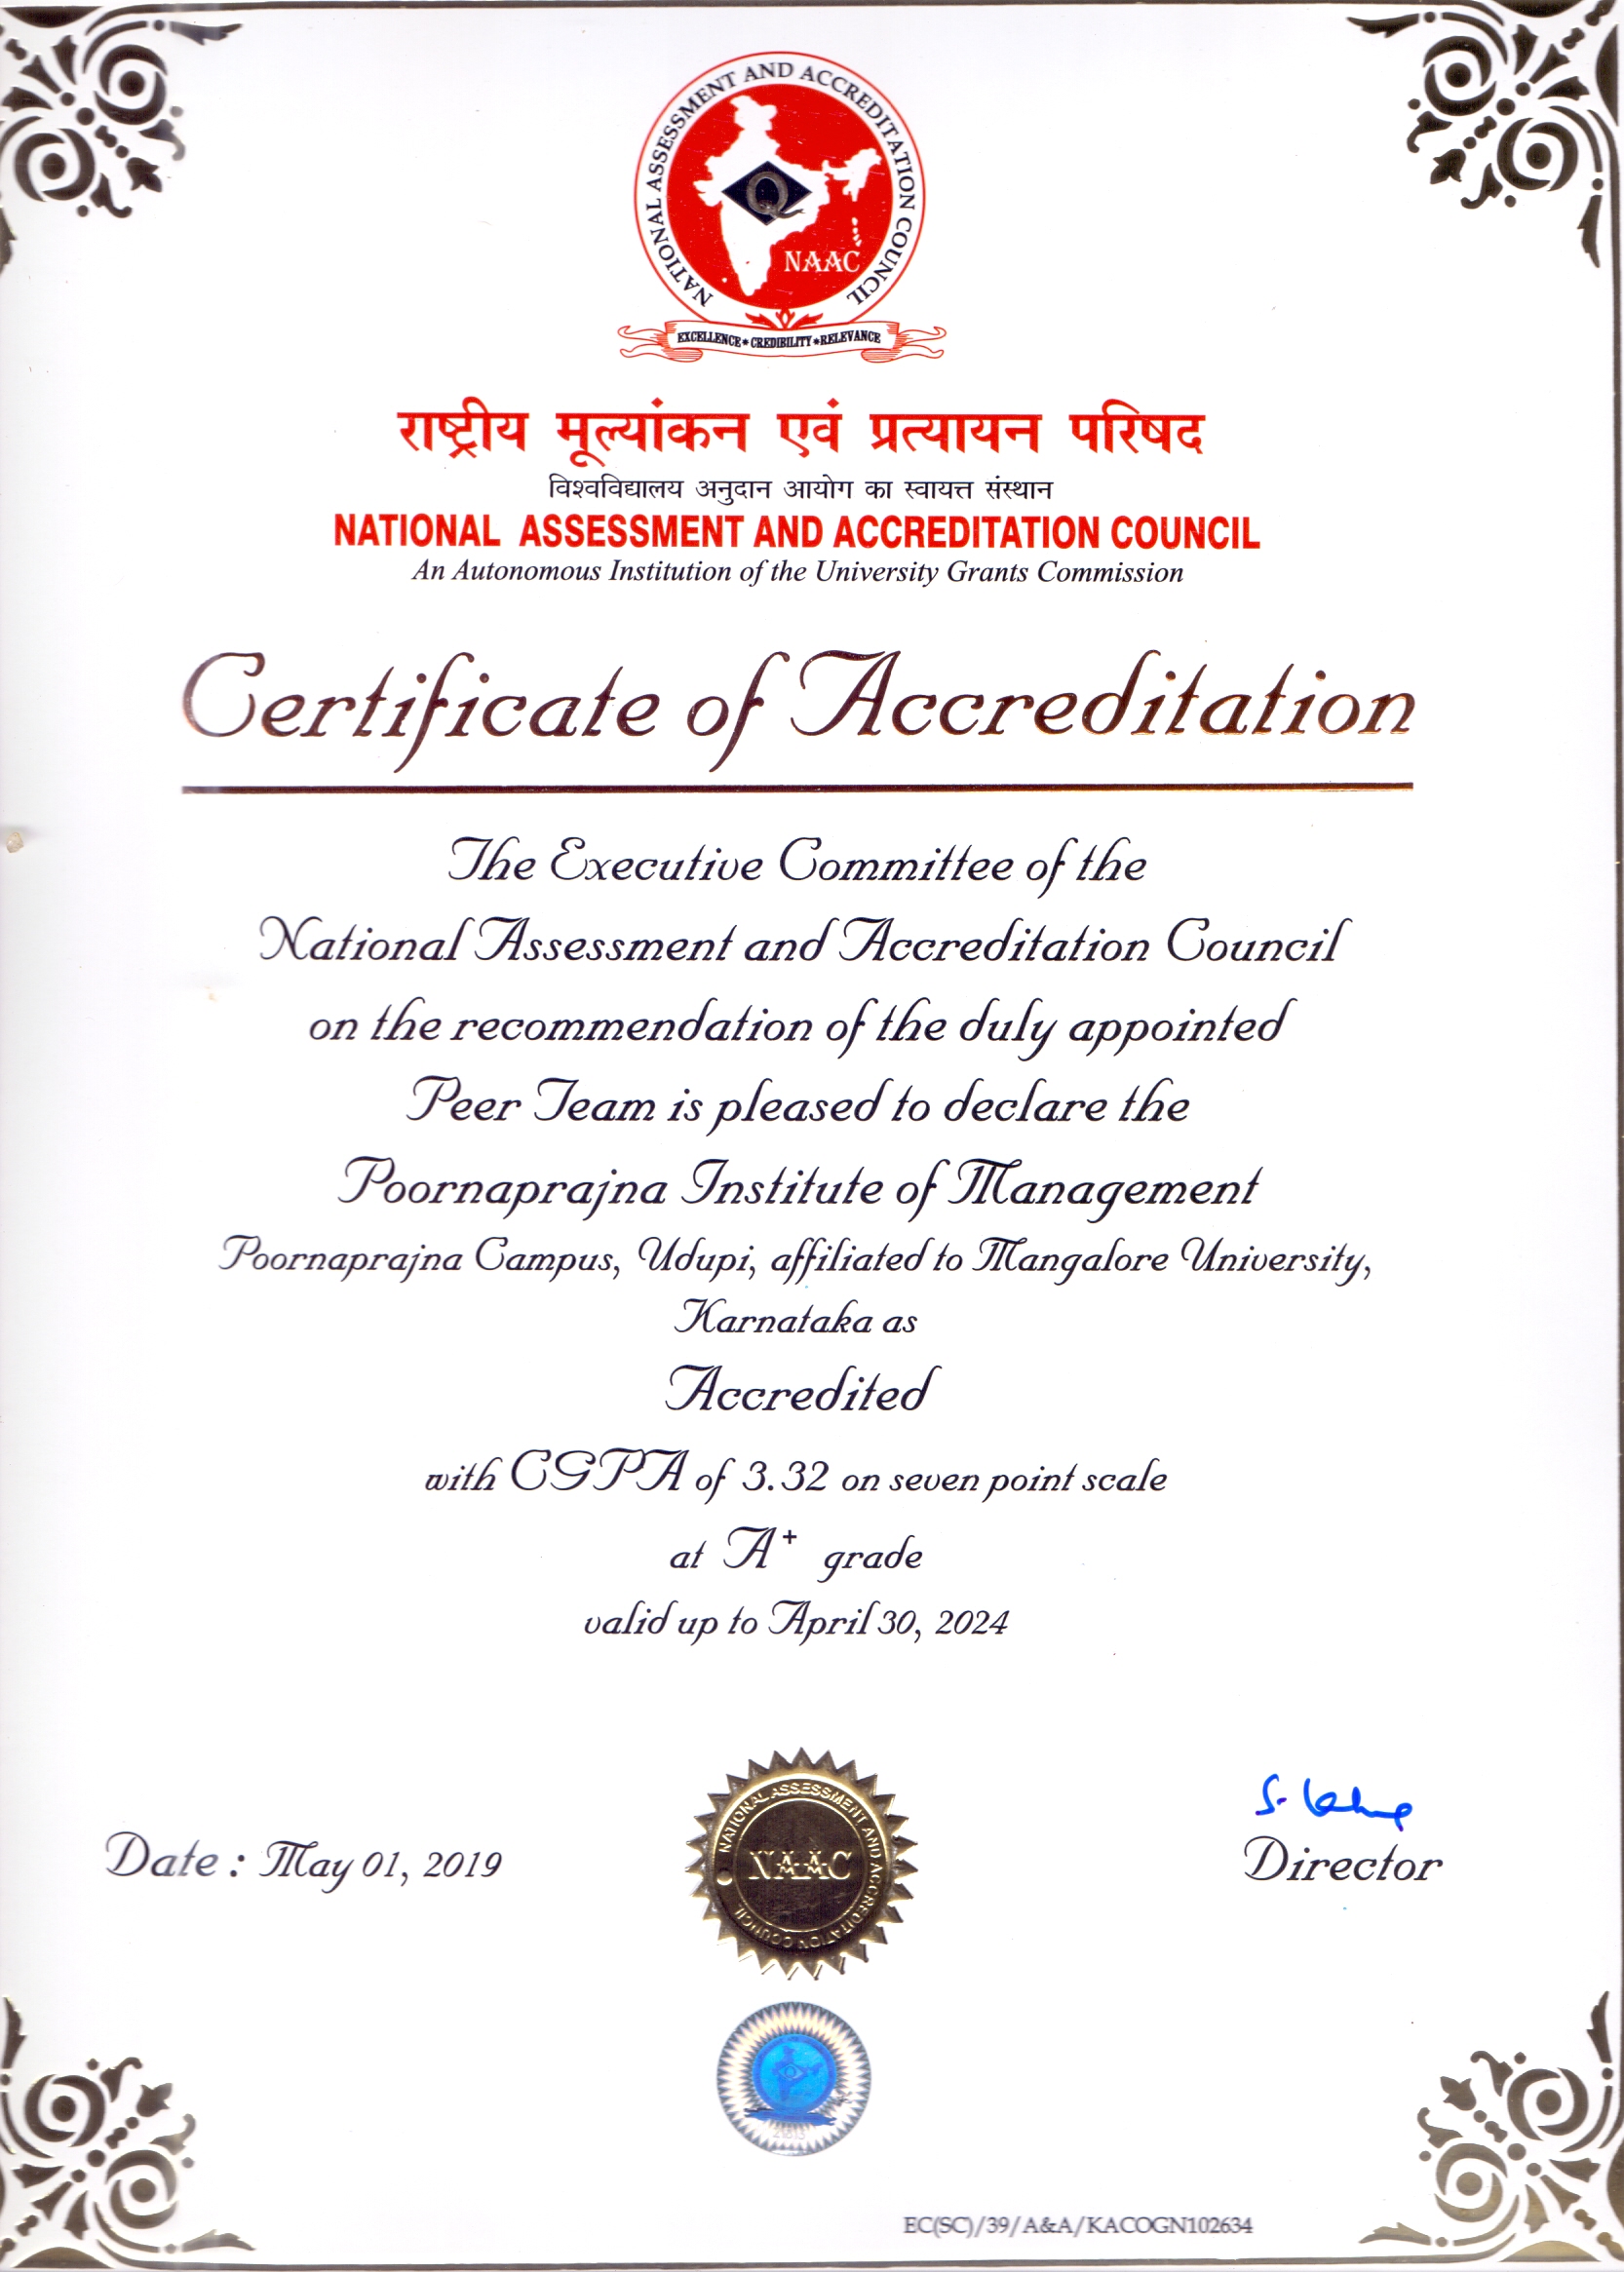 NATIONAL ASSESSMENT AND ACCREDITATION COUNCIL
Q
NAAC
EXCELLENCE * CREDIBILITY * RELEVANCE
राष्ट्रीय मूल्यांकन एवं प्रत्यायन परिषद
विश्वविद्यालय अनुदान आयोग का स्वायत्त संस्थान
NATIONAL ASSESSMENT AND ACCREDITATION COUNCIL
An Autonomous Institution of the University Grants Commission
Certificate of Accreditation
The Executive Committee of the
National Assessment and Accreditation Council
on the recommendation of the duly appointed
Peer Team is pleased to declare the
Poornaprajna Institute of Management
Poornaprajna Campus, Udupi, affiliated to Mangalore University,
Karnataka as
Accredited
with CGPA of 3.32 on seven point scale
at A+ grade
valid up to April 30, 2024
Date : May 01, 2019
NATIONAL ASSESSMENT AND ACCREDITATION COUNCIL
NAAC
Director
EC(SC)/39/A&A/KACOGN102634